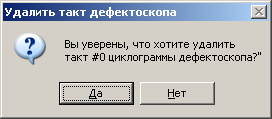 Удалить такт дефектоскопа
Вы уверены, что хотите удалить
такт #0 циклограммы дефектоскопа?"
Да
Нет